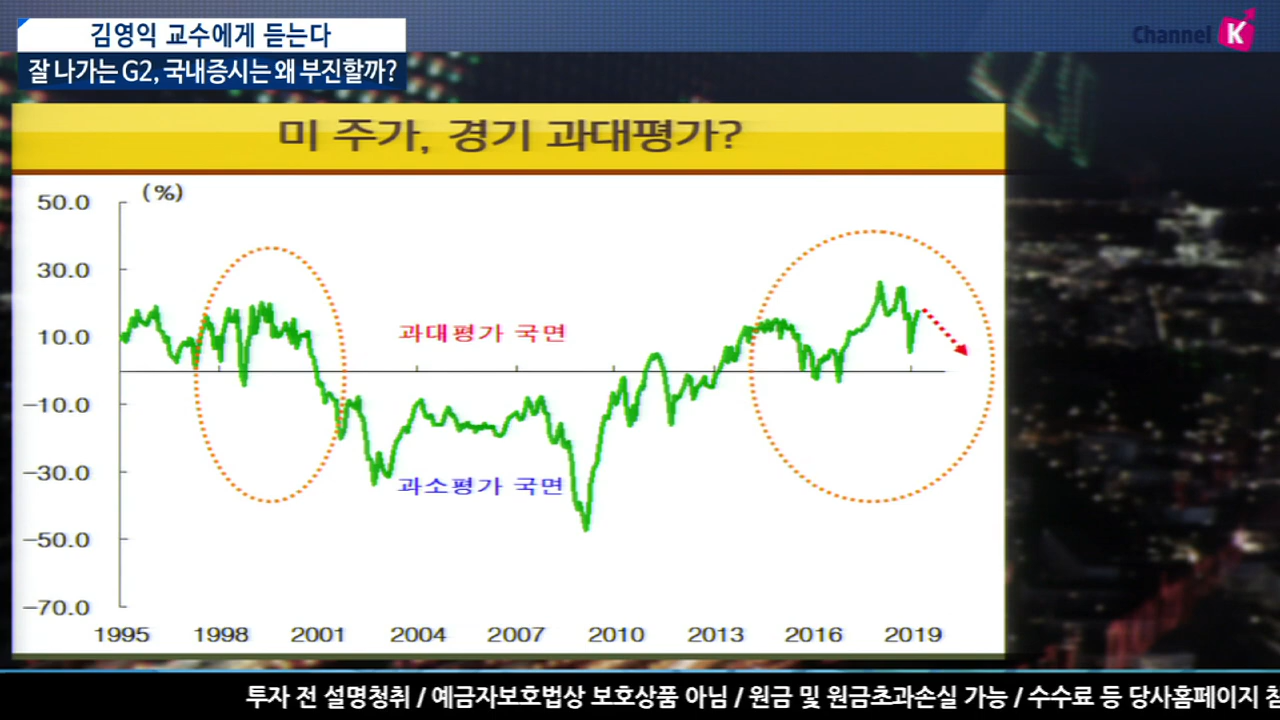 김영익 교수에게 듣는다
잘 나가는 G2, 국내증시는 왜 부진할까?
Channel K
미 주가, 경기 과대평가?
(%)
50.0
30.0
10.0
-10.0
-30.0
-50.0
-70.0
과대평가 국면
과소평가 국면
1995 1998 2001 2004 2007 2010 2013 2016 2019
투자 전 설명청취 / 예금자보호법상 보호상품 아님 / 원금 및 원금초과손실 가능 / 수수료 등 당사홈페이지